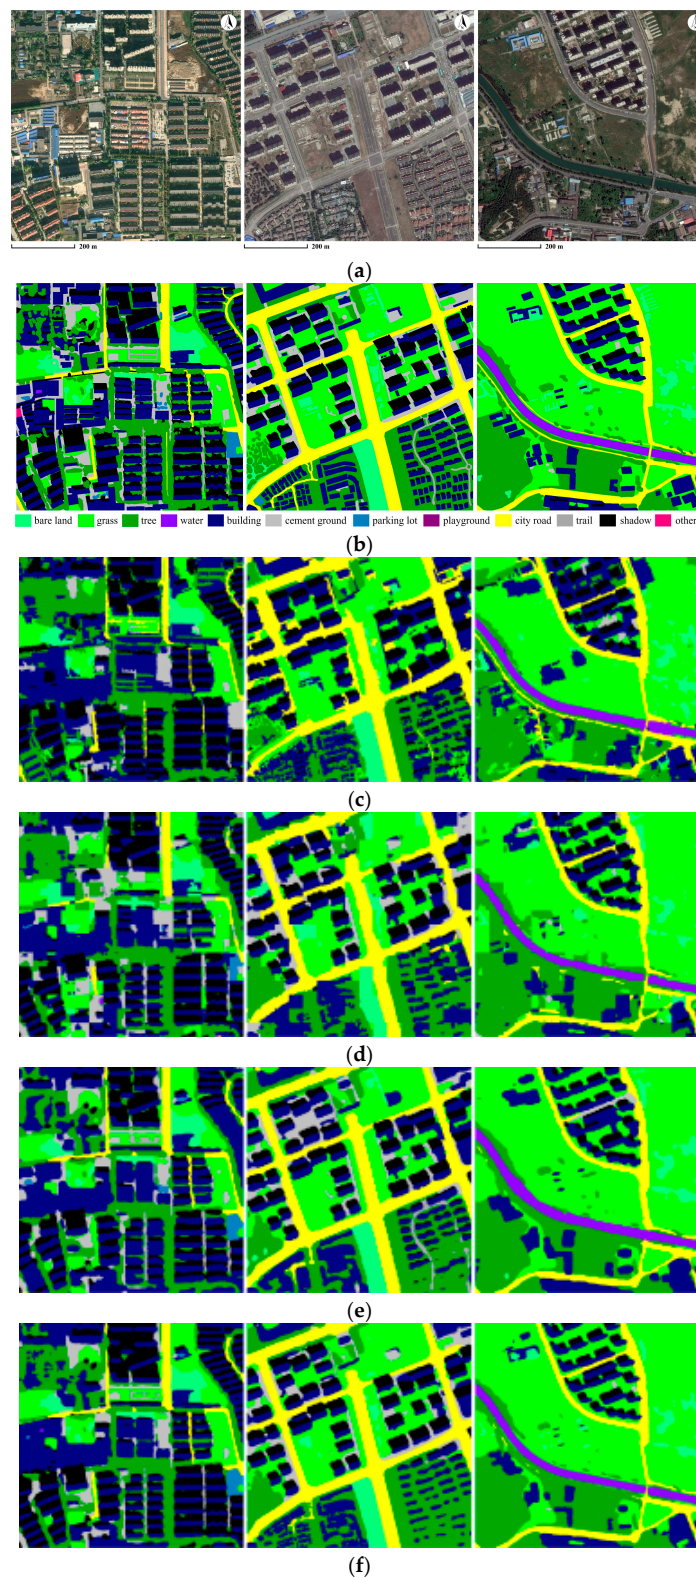 200 m 200 m 200 m
(a)
bare land grass tree water building cement ground parking lot playground city road trail shadow other
(b)
(c)
(d)
(e)
(f)